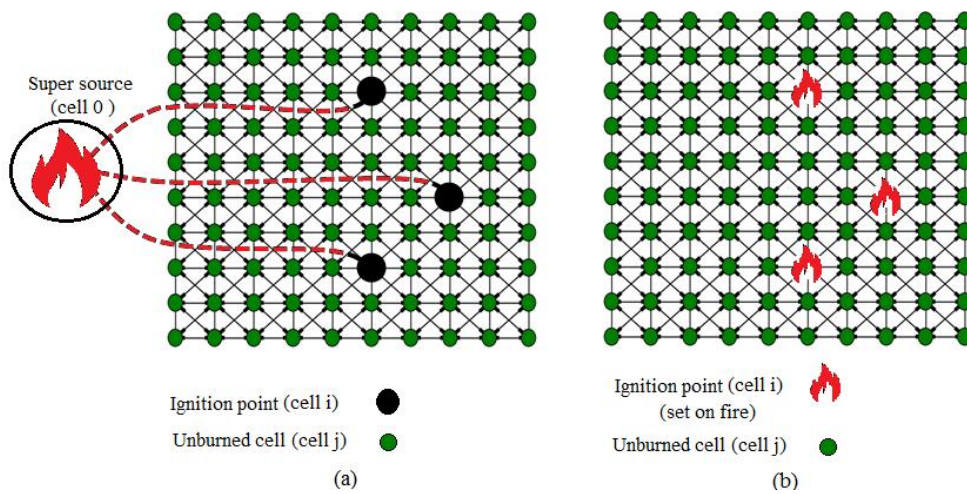 Super source
(cell 0 )
Ignition point (cell i)
Unburned cell (cell j)
(a)
Ignition point (cell i)
(set on fire)
Unburned cell (cell j)
(b)